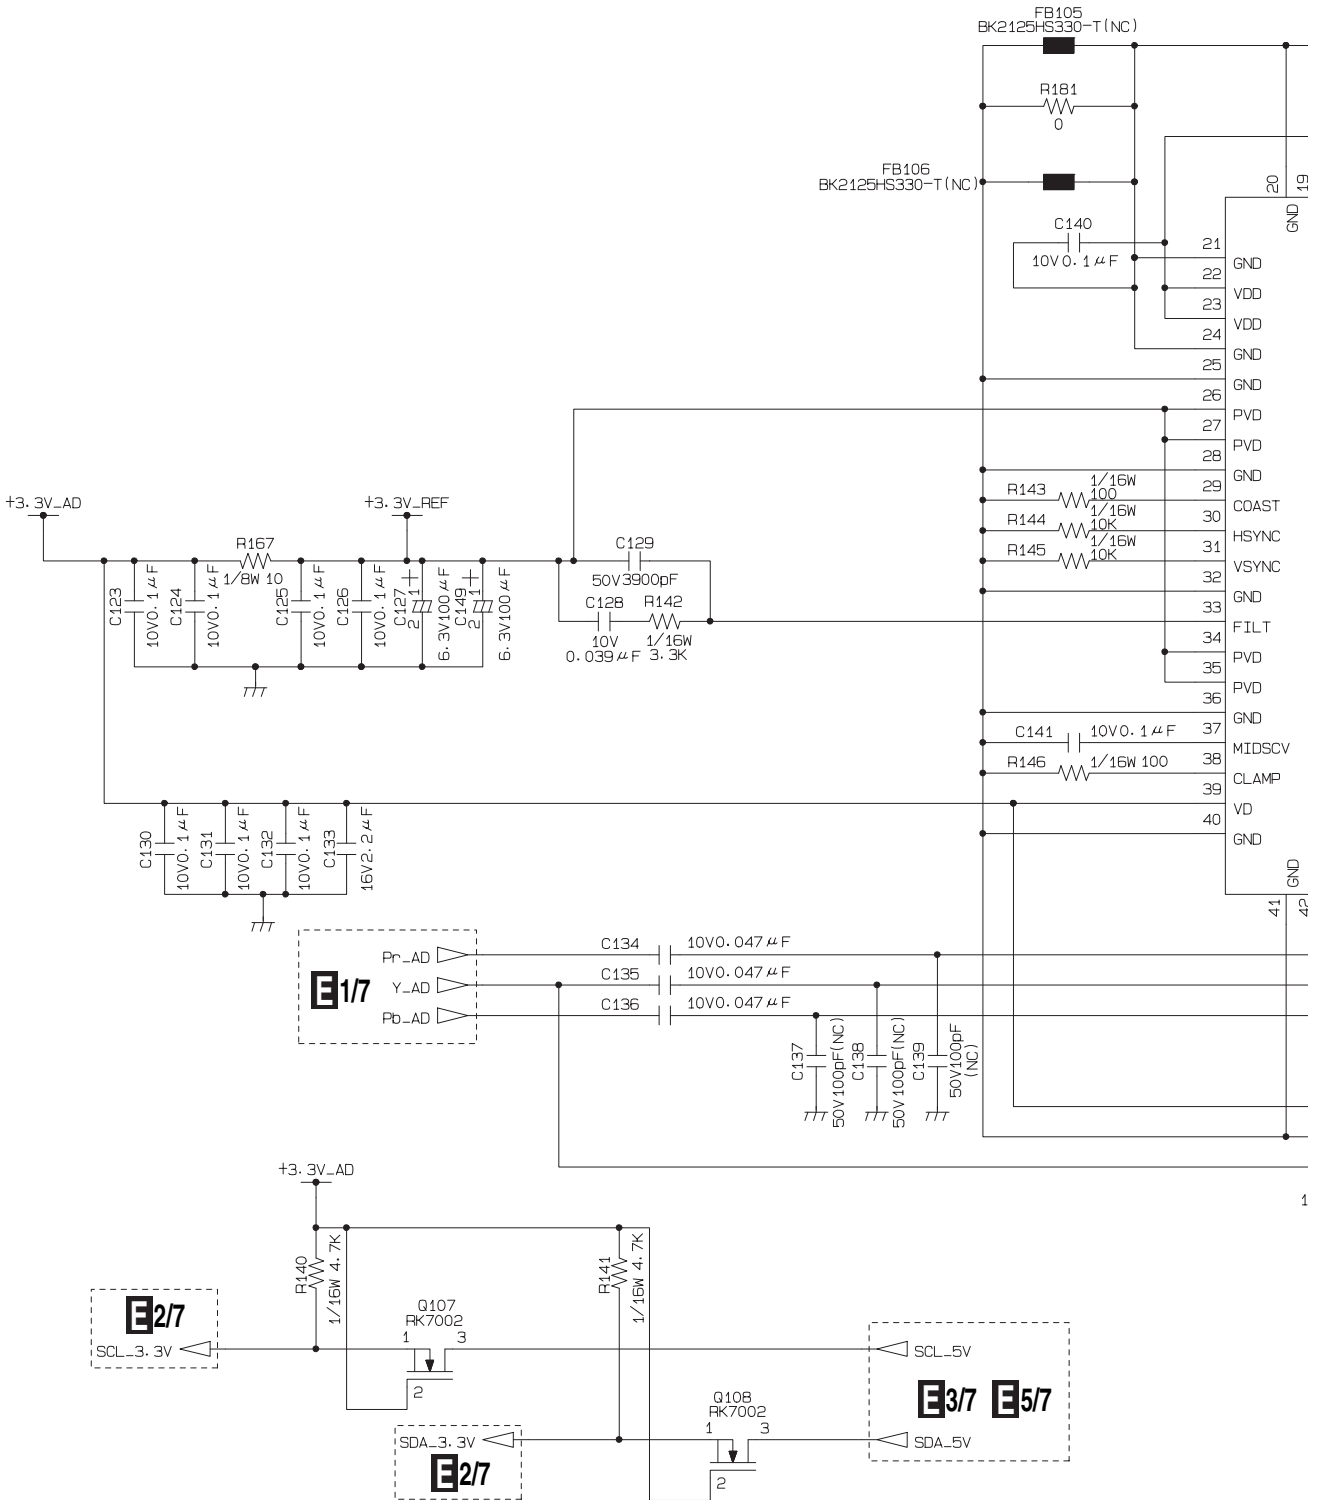 FB105
BK2125HS330-T(NC)
R181
0
FB106
BK2125HS330-T(NC)
20
19
GND
C140
10V0.1μF
21
GND
22
VDD
23
VDD
24
GND
25
GND
26
PVD
27
PVD
28
GND
29
COAST
30
HSYNC
31
VSYNC
32
GND
33
FILT
34
PVD
35
PVD
36
GND
37
MIDSCV
38
CLAMP
39
VD
40
GND
GND
41
42
R143
1/16W
100
R144
1/16W
10K
R145
1/16W
10K
+3.3V_AD
+3.3V_REF
R167
1/8W 10
C123
10V0.1μF
C124
10V0.1μF
C125
10V0.1μF
C126
10V0.1μF
C127
+
1
2
6.3V100μF
C149
+
1
2
6.3V100μF
C129
50V3900pF
C128
10V
0.039μF
R142
1/16W
3.3K
C141
10V0.1μF
R146
1/16W 100
C130
10V0.1μF
C131
10V0.1μF
C132
10V0.1μF
C133
16V2.2μF
E1/7
Pr_AD
Y_AD
Pb_AD
C134
10V0.047μF
C135
10V0.047μF
C136
10V0.047μF
C137
50V100pF(NC)
C138
50V100pF(NC)
C139
50V100pF
(NC)
1
+3.3V_AD
R140
1/16W 4.7K
R141
1/16W 4.7K
E2/7
SCL_3.3V
Q107
RK7002
1
3
2
SCL_5V
E3/7 E5/7
SDA_5V
Q108
RK7002
1
3
2
SDA_3.3V
E2/7